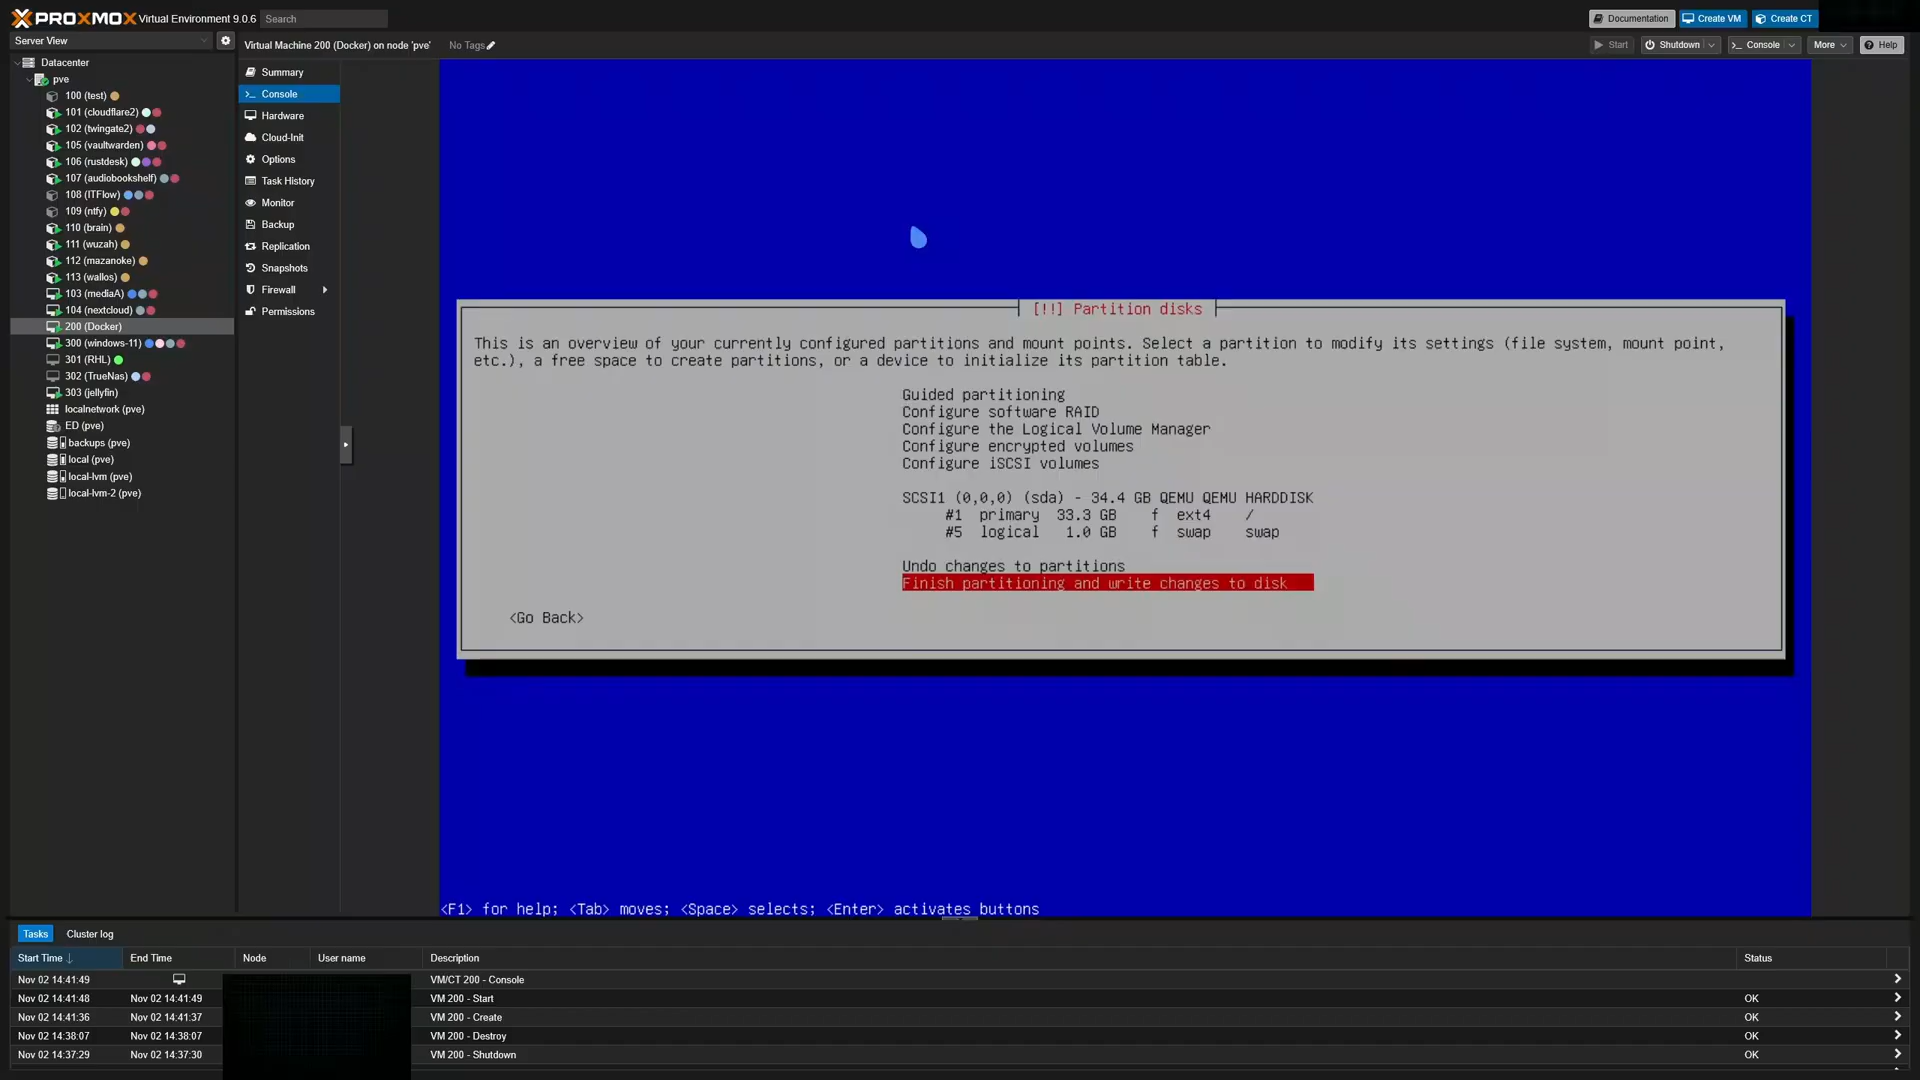 PROXMOX Virtual Environment 9.0.6 Search
Documentation Create VM Create CT
Server View
Virtual Machine 200 (Docker) on node 'pve' No Tags
Start Shutdown Console More Help
Datacenter
pve
100 (test)
101 (cloudflare2)
102 (twingate2)
105 (vaultwarden)
106 (rustdesk)
107 (audiobookshelf)
108 (ITFlow)
109 (ntfy)
110 (brain)
111 (wuzah)
112 (mazanoke)
113 (wallos)
103 (mediaA)
104 (nextcloud)
200 (Docker)
300 (windows-11)
301 (RHL)
302 (TrueNas)
303 (jellyfin)
localnetwork (pve)
ED (pve)
backups (pve)
local (pve)
local-lvm (pve)
local-lvm-2 (pve)
Summary
Console
Hardware
Cloud-Init
Options
Task History
Monitor
Backup
Replication
Snapshots
Firewall
Permissions
[!!] Partition disks
This is an overview of your currently configured partitions and mount points. Select a partition to modify its settings (file system, mount point,
etc.), a free space to create partitions, or a device to initialize its partition table.
Guided partitioning
Configure software RAID
Configure the Logical Volume Manager
Configure encrypted volumes
Configure iSCSI volumes
SCSI1 (0,0,0) (sda) - 34.4 GB QEMU QEMU HARDDISK
#1 primary 33.3 GB f ext4 /
#5 logical 1.0 GB f swap swap
Undo changes to partitions
Finish partitioning and write changes to disk
<Go Back>
<F1> for help; <Tab> moves; <Space> selects; <Enter> activates buttons
Tasks Cluster log
Start Time ↓ End Time Node User name Description Status
Nov 02 14:41:49 VM/CT 200 - Console
Nov 02 14:41:48 Nov 02 14:41:49 VM 200 - Start OK
Nov 02 14:41:36 Nov 02 14:41:37 VM 200 - Create OK
Nov 02 14:38:07 Nov 02 14:38:07 VM 200 - Destroy OK
Nov 02 14:37:29 Nov 02 14:37:30 VM 200 - Shutdown OK